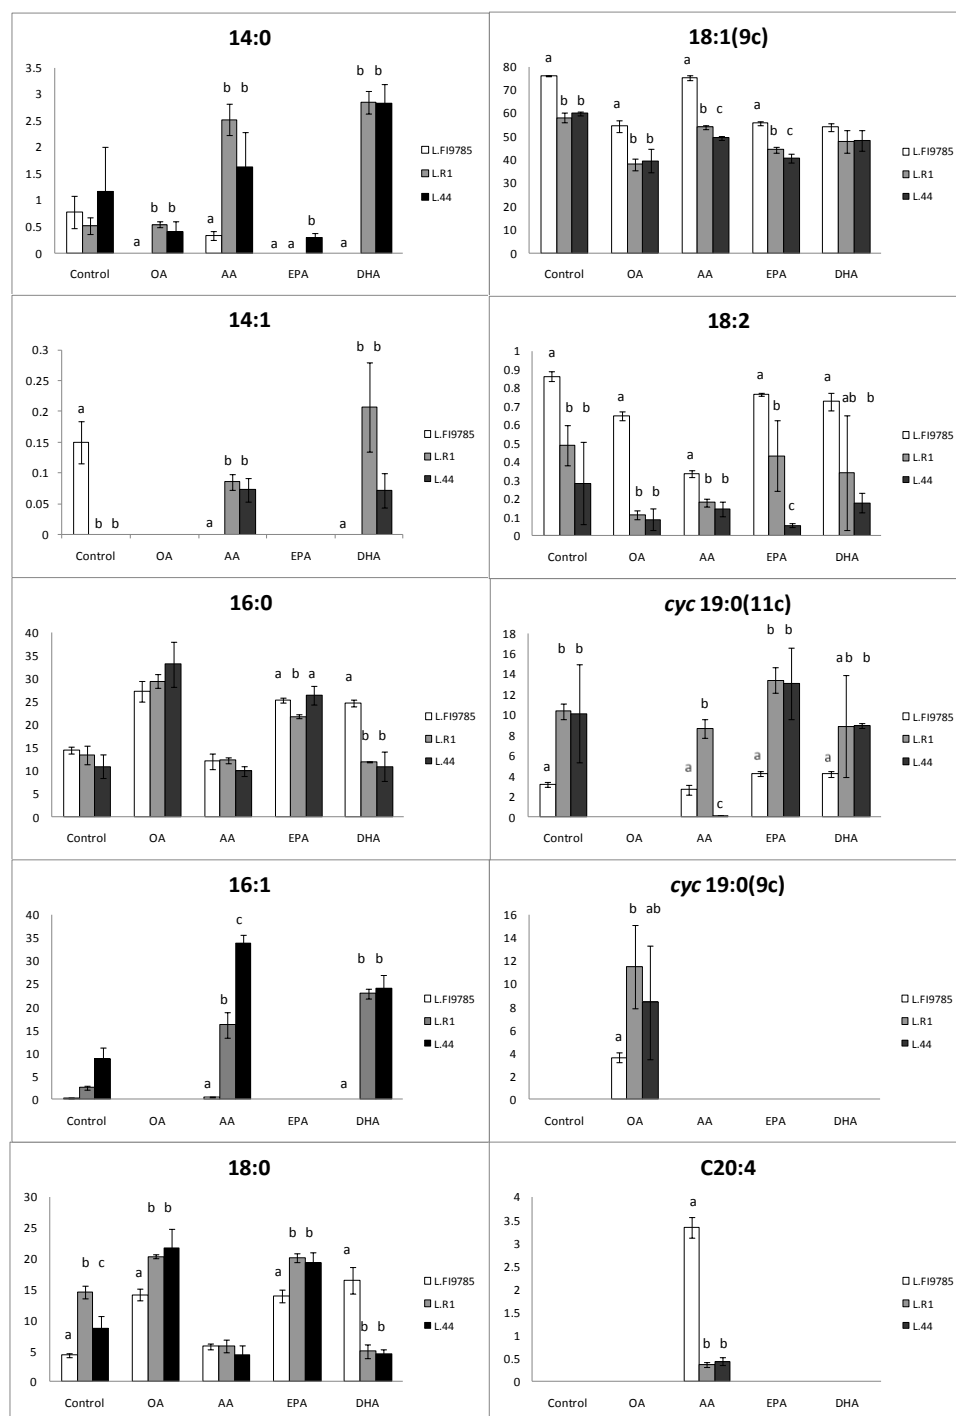 14:0
3.5
3
2.5
2
1.5
1
0.5
0
b b
b b
b b
a
a
a a
b
a
Control OA AA EPA DHA
L.FI9785
L.R1
L.44
18:1(9c)
80
70
60
50
40
30
20
10
0
a
b b
a
b b
a
b c
a
b c
Control OA AA EPA DHA
L.FI9785
L.R1
L.44
14:1
0.3
0.25
0.2
0.15
0.1
0.05
0
a
b b
a
b b
a
b b
Control OA AA EPA DHA
L.FI9785
L.R1
L.44
18:2
1
0.9
0.8
0.7
0.6
0.5
0.4
0.3
0.2
0.1
0
a
b b
a
b b
a
b b
a
b
c
a
ab b
Control OA AA EPA DHA
L.FI9785
L.R1
L.44
16:0
40
35
30
25
20
15
10
5
0
a b a
a
b b
Control OA AA EPA DHA
L.FI9785
L.R1
L.44
cyc 19:0(11c)
18
16
14
12
10
8
6
4
2
0
a
b b
a
b
c
a
b b
a
ab b
Control OA AA EPA DHA
L.FI9785
L.R1
L.44
16:1
40
35
30
25
20
15
10
5
0
a
b
c
a
b b
Control OA AA EPA DHA
L.FI9785
L.R1
L.44
cyc 19:0(9c)
16
14
12
10
8
6
4
2
0
a
b ab
Control OA AA EPA DHA
L.FI9785
L.R1
L.44
18:0
30
25
20
15
10
5
0
a
b c
a
b b
a
b b
a
b b
Control OA AA EPA DHA
L.FI9785
L.R1
L.44
C20:4
4
3.5
3
2.5
2
1.5
1
0.5
0
a
b b
Control OA AA EPA DHA
L.FI9785
L.R1
L.44